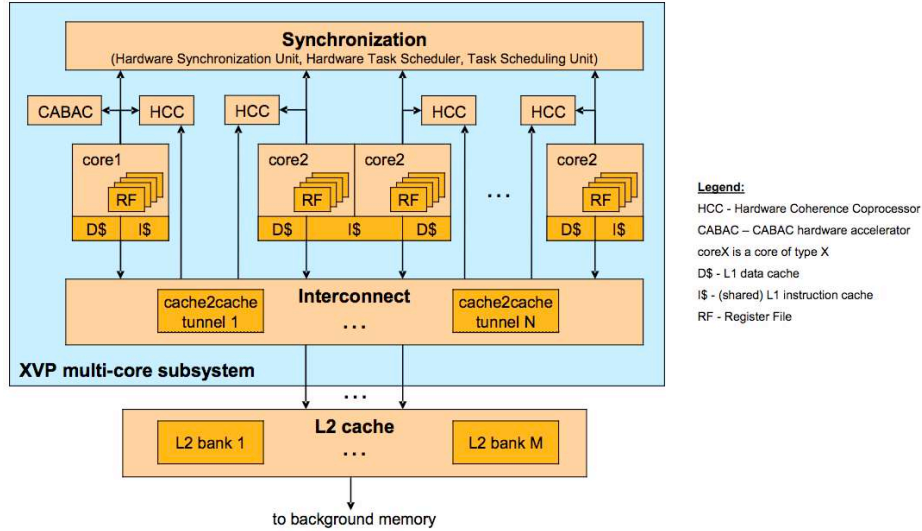 Synchronization
(Hardware Synchronization Unit, Hardware Task Scheduler, Task Scheduling Unit)
CABAC
HCC
HCC
HCC
HCC
core1
RF
D$
I$
core2
core2
RF
RF
D$
I$
D$
...
core2
RF
D$
I$
Interconnect
cache2cache
tunnel 1
...
cache2cache
tunnel N
XVP multi-core subsystem
...
L2 cache
L2 bank 1
...
L2 bank M
to background memory
Legend:
HCC - Hardware Coherence Coprocessor
CABAC – CABAC hardware accelerator
coreX is a core of type X
D$ - L1 data cache
I$ - (shared) L1 instruction cache
RF - Register File